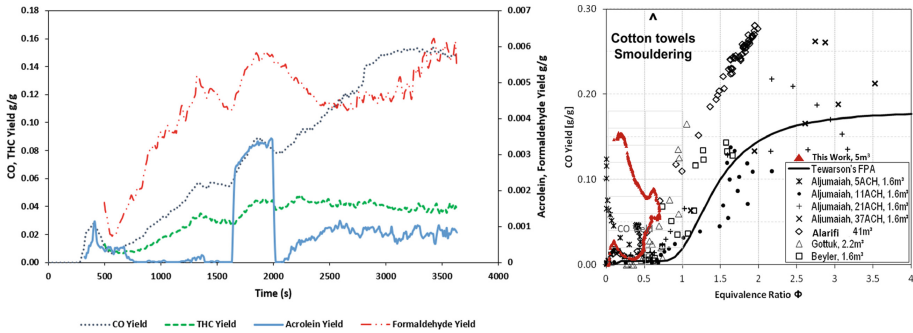 CO, THC Yield g/g
0.18
0.16
0.14
0.12
0.10
0.08
0.06
0.04
0.02
0.00
0.007
0.006
0.005
0.004
0.003
0.002
0.001
0
Acrolein, Formaldehyde Yield g/g
0
500
1000
1500
2000
2500
3000
3500
4000
Time (s)
CO Yield
THC Yield
Acrolein Yield
Formaldehyde Yield
CO Yield [g/g]
0.30
0.20
0.10
0.00
Cotton towels
Smouldering
This Work, 5m³
Tewarson's FPA
Aljumaiah, 5ACH, 1.6m³
Aljumaiah, 11ACH, 1.6m³
Aljumaiah, 21ACH, 1.6m³
Aljumaiah, 37ACH, 1.6m³
Alarifi 41m³
Gottuk, 2.2m³
Beyler, 1.6m³
0.0
0.5
1.0
1.5
2.0
2.5
3.0
3.5
4
Equivalence Ratio Φ